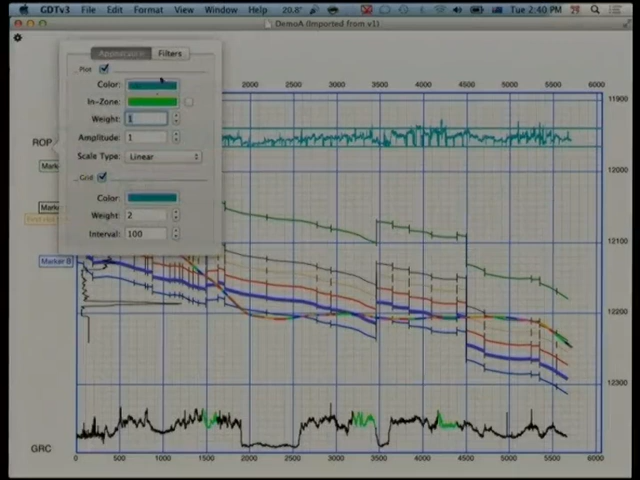 GDTv3 File Edit Format View Window Help 20.8° Tue 2:40 PM
DemoA (Imported from v1)
Appearance Filters
Plot
Color:
In-Zone:
Weight: 1
Amplitude: 1
Scale Type: Linear
Grid
Color:
Weight: 2
Interval: 100
2000 2500 3000 3500 4000 4500 5000 5500 6000
11900
ROP
12000
Marker B
12100
12200
12300
GRC
0 500 1000 1500 2000 2500 3000 3500 4000 4500 5000 5500 6000